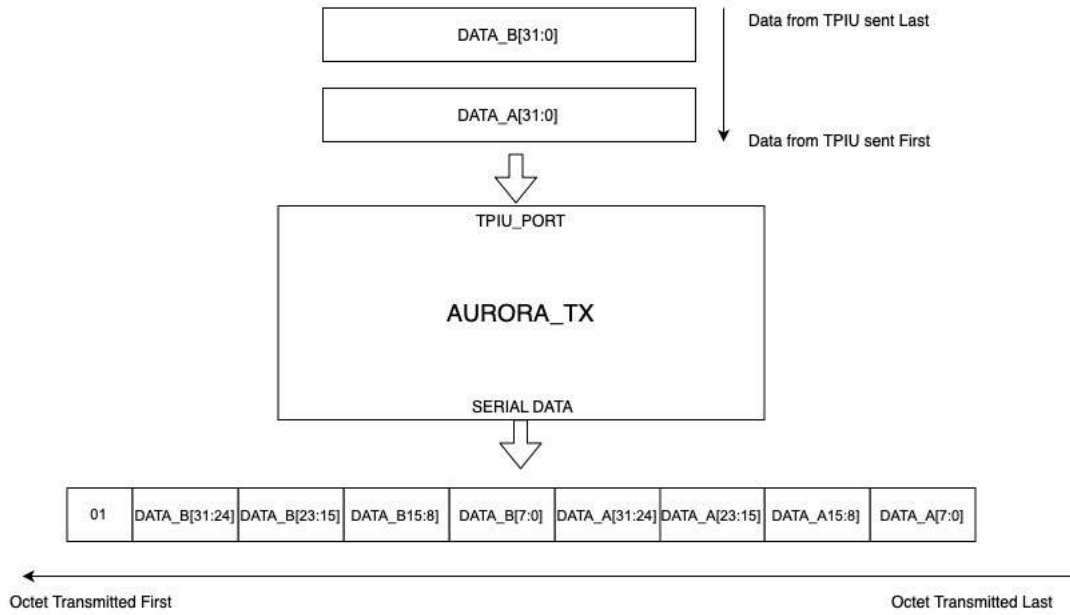 DATA_B[31:0]
Data from TPIU sent Last
DATA_A[31:0]
Data from TPIU sent First
TPIU_PORT
AURORA_TX
SERIAL DATA
01 DATA_B[31:24] DATA_B[23:15] DATA_B15:8] DATA_B[7:0] DATA_A[31:24] DATA_A[23:15] DATA_A15:8] DATA_A[7:0]
Octet Transmitted First
Octet Transmitted Last